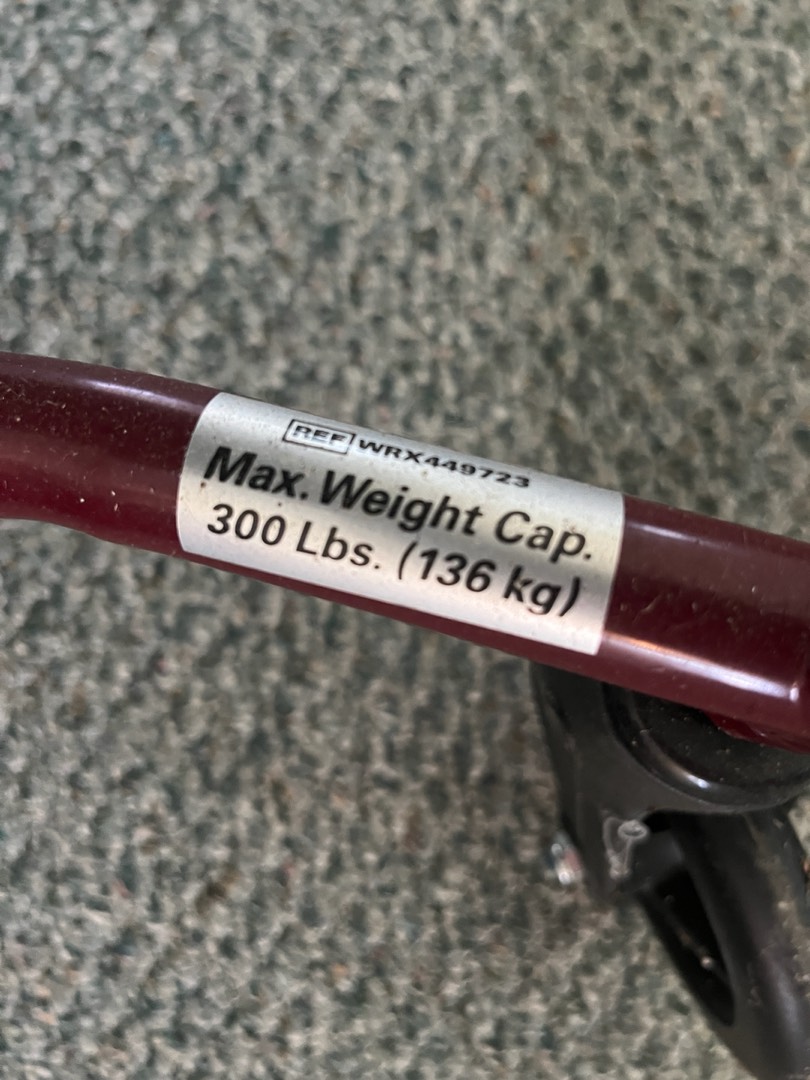 REF WRX449723
Max. Weight Cap.
300 Lbs. (136 kg)